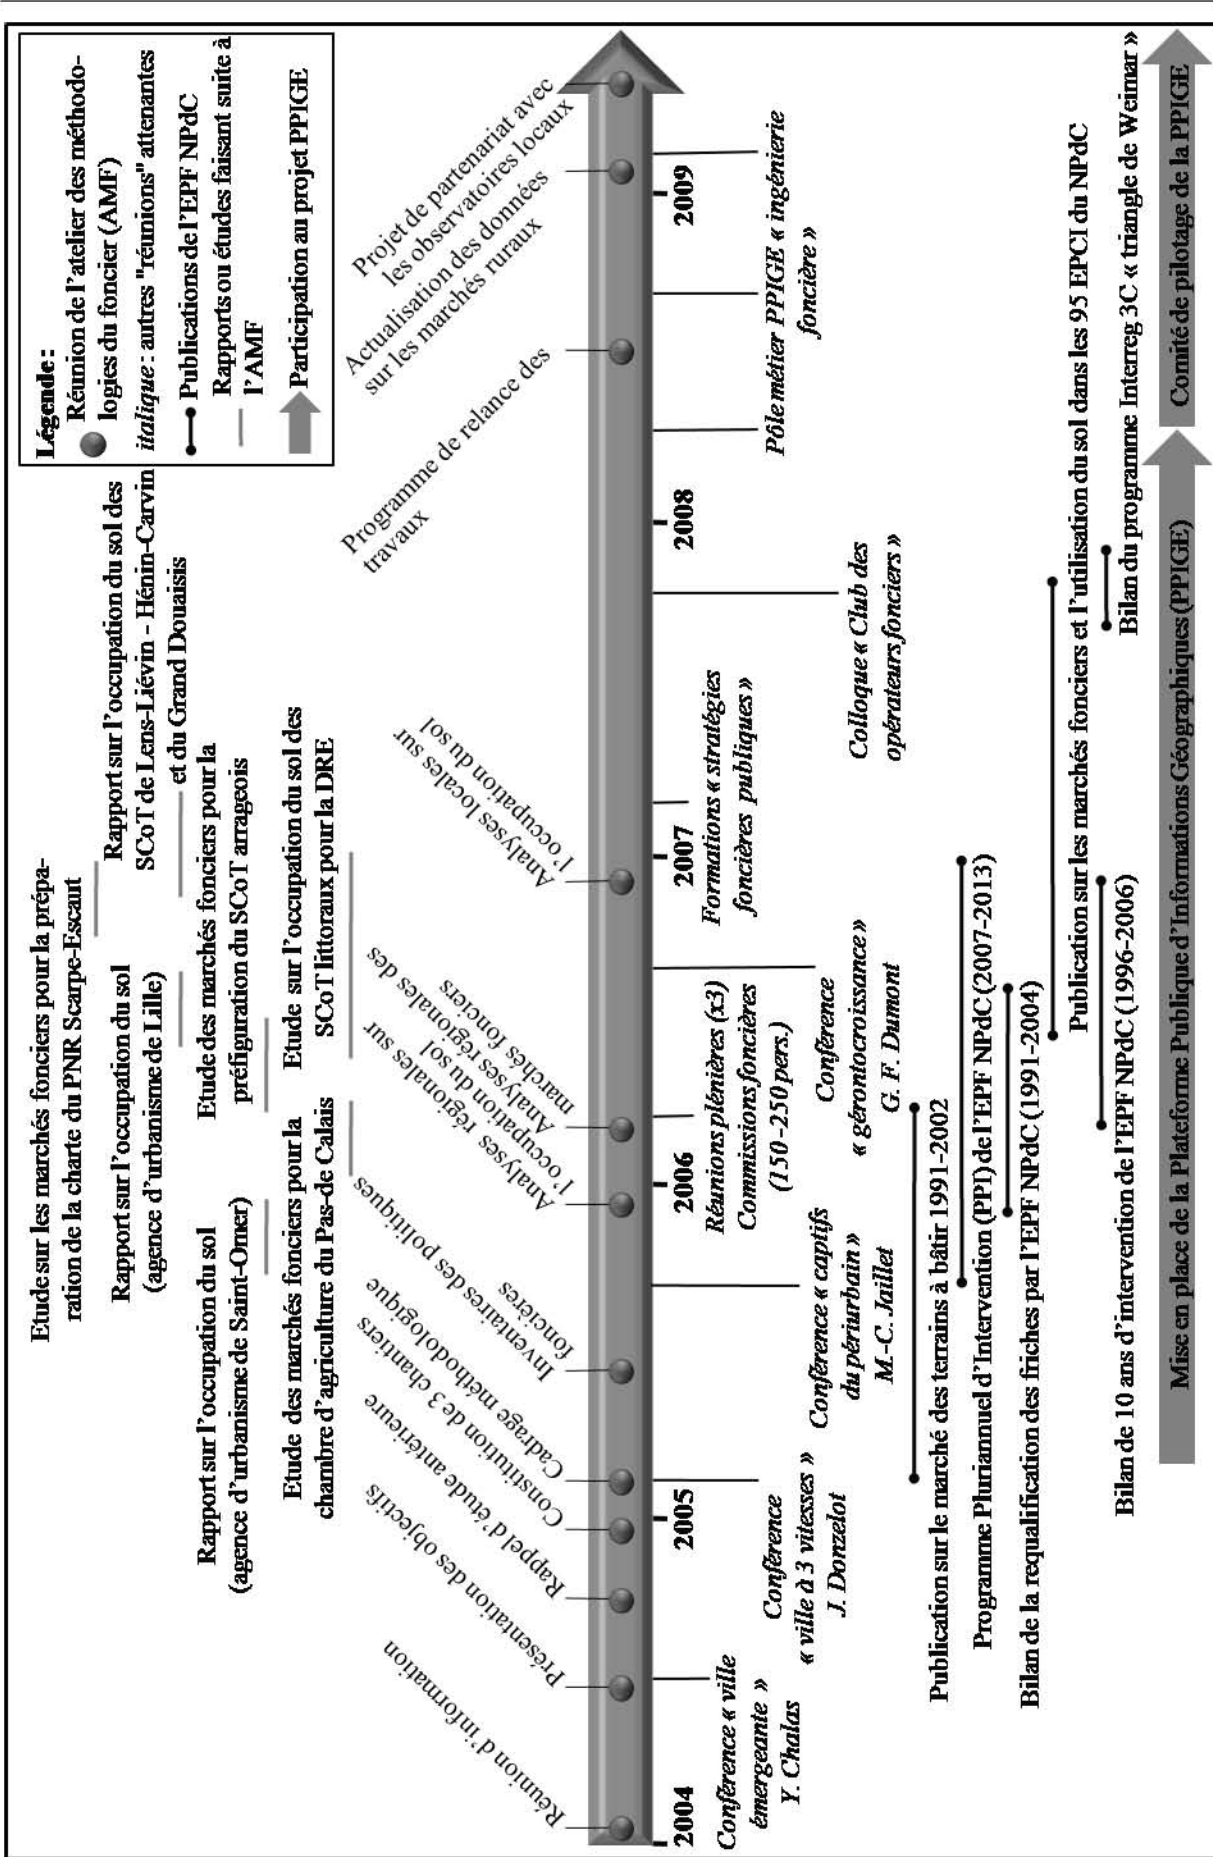 Etude sur les marchés fonciers pour la prépa-
ration de la charte du PNR Scarpe-Escaut
Rapport sur l'occupation du sol
(agence d'urbanisme de Lille)
Rapport sur l'occupation du sol des
SCoT de Lens-Liévin - Hénin-Carvin
et du Grand Douaisis
Rapport sur l'occupation du sol
(agence d'urbanisme de Saint-Omer)
Etude des marchés fonciers pour la
préfiguration du SCoT arrageois
Etude des marchés fonciers pour la
chambre d'agriculture du Pas-de Calais
Etude sur l'occupation du sol des
SCoT littoraux pour la DRE
Légende :
Réunion de l'atelier des méthodo-
logies du foncier (AMF)
italique : autres "réunions" attenantes
Publications de l'EPF NPdC
Rapports ou études faisant suite à
l'AMF
Participation au projet PPIGE
Réunion d'information
Présentation des objectifs
Rappel d'étude antérieure
Constitution de 3 chantiers
Cadrage méthodologique
Inventaires des politiques
foncières
Analyses régionales sur
l'occupation du sol
Analyses régionales des
marchés fonciers
Analyses locales sur
l'occupation du sol
Programme de relance des
travaux
Actualisation des données
sur les marchés ruraux
Projet de partenariat avec
les observatoires locaux
2004
2005
2006
2007
2008
2009
Conférence « ville
émergeante »
Y. Chalas
Conférence
« ville à 3 vitesses »
J. Donzelot
Conférence « captifs
du périurbain »
M.-C. Jaillet
Réunions plénières (x3)
Commissions foncières
(150-250 pers.)
Conférence
« gérontocroissance »
G. F. Dumont
Formations « stratégies
foncières publiques »
Colloque « Club des
opérateurs fonciers »
Pôle métier PPIGE « ingénierie
foncière »
Publication sur le marché des terrains à bâtir 1991-2002
Programme Pluriannuel d'Intervention (PPI) de l'EPF NPdC (2007-2013)
Bilan de la requalification des friches par l'EPF NPdC (1991-2004)
Publication sur les marchés fonciers et l'utilisation du sol dans les 95 EPCI du NPdC
Bilan de 10 ans d'intervention de l'EPF NPdC (1996-2006)
Bilan du programme Interreg 3C « triangle de Weimar »
Mise en place de la Plateforme Publique d'Informations Géographiques (PPIGE)
Comité de pilotage de la PPIGE